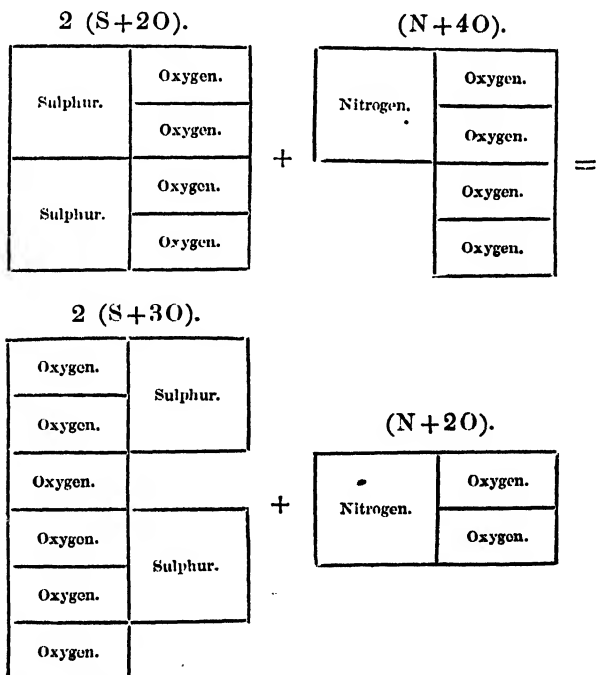 2 (S+2O). (N+4O).
Sulphur. Oxygen. Nitrogen. Oxygen.
Oxygen. Oxygen.
+ =
Sulphur. Oxygen. Oxygen.
Oxygen. Oxygen.
2 (S+3O).
Oxygen. Sulphur.
Oxygen.
(N+2O).
Oxygen. Oxygen.
+ Nitrogen.
Oxygen. Sulphur. Oxygen.
Oxygen.
Oxygen.